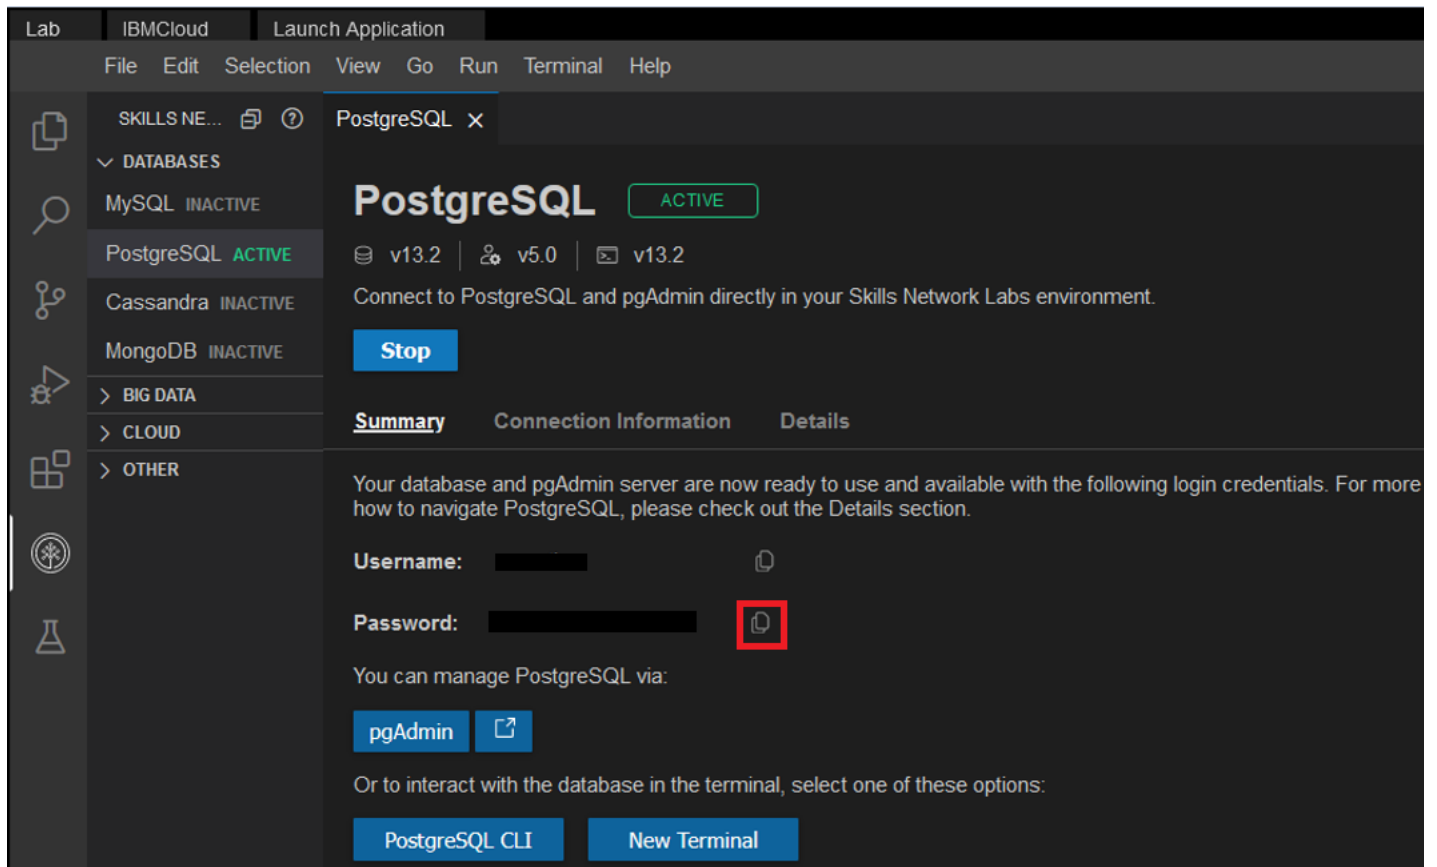 Lab IBMCloud Launch Application
File Edit Selection View Go Run Terminal Help
SKILLS NE... PostgreSQL
DATABASES
MySQL INACTIVE
PostgreSQL ACTIVE
Cassandra INACTIVE
MongoDB INACTIVE
BIG DATA
CLOUD
OTHER
PostgreSQL ACTIVE
v13.2 v5.0 v13.2
Connect to PostgreSQL and pgAdmin directly in your Skills Network Labs environment.
Stop
Summary Connection Information Details
Your database and pgAdmin server are now ready to use and available with the following login credentials. For more
how to navigate PostgreSQL, please check out the Details section.
Username:
Password:
You can manage PostgreSQL via:
pgAdmin
Or to interact with the database in the terminal, select one of these options:
PostgreSQL CLI New Terminal